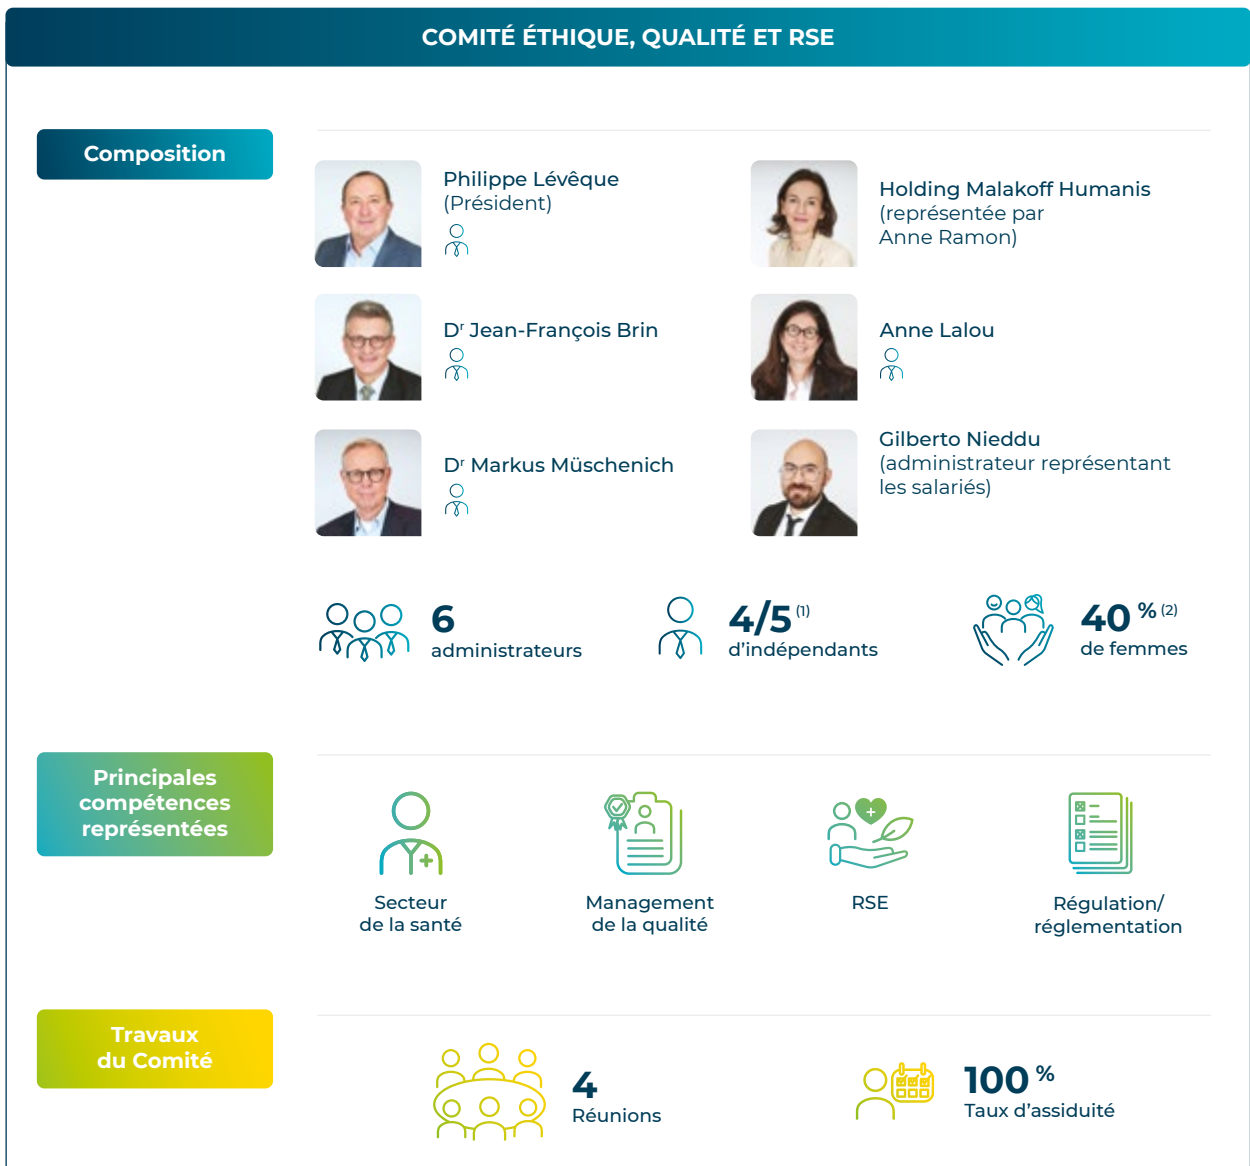 COMITÉ ÉTHIQUE, QUALITÉ ET RSE
Composition
Philippe Lévêque
(Président)
Holding Malakoff Humanis
(représentée par
Anne Ramon)
Dʳ Jean-François Brin
Anne Lalou
Dʳ Markus Müschenich
Gilberto Nieddu
(administrateur représentant
les salariés)
6
administrateurs
4/5 (1)
d'indépendants
40 % (2)
de femmes
Principales
compétences
représentées
Secteur
de la santé
Management
de la qualité
RSE
Régulation/
réglementation
Travaux
du Comité
4
Réunions
100 %
Taux d'assiduité